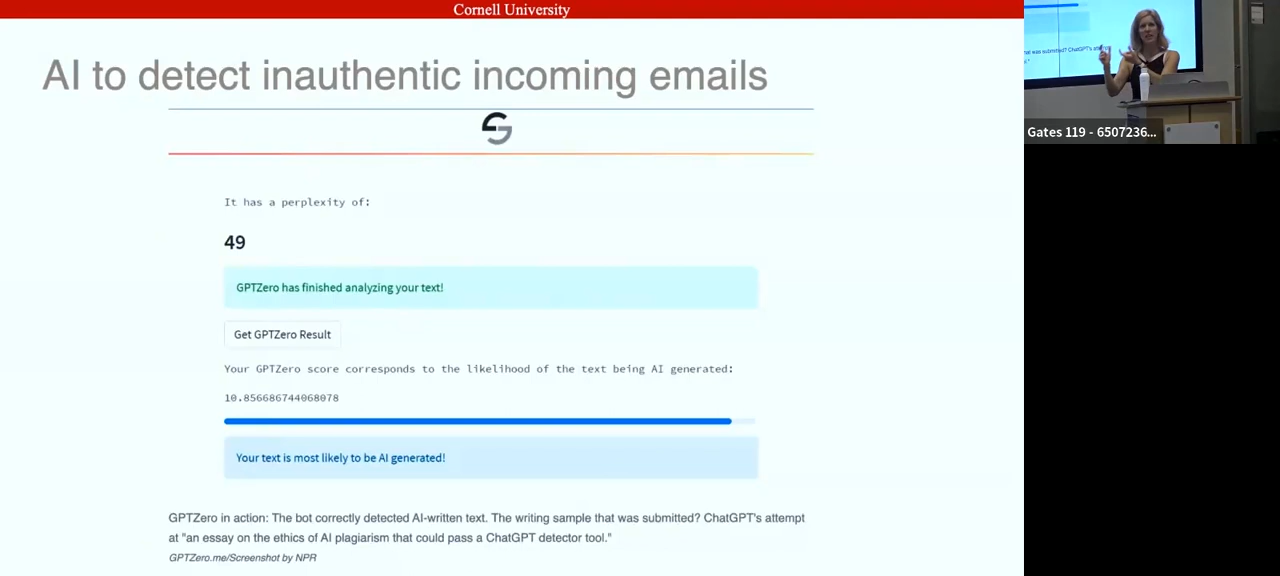 Cornell University
AI to detect inauthentic incoming emails
It has a perplexity of:
49
GPTZero has finished analyzing your text!
Get GPTZero Result
Your GPTZero score corresponds to the likelihood of the text being AI generated:
10.856686744068078
Your text is most likely to be AI generated!
GPTZero in action: The bot correctly detected AI-written text. The writing sample that was submitted? ChatGPT's attempt
at "an essay on the ethics of AI plagiarism that could pass a ChatGPT detector tool."
GPTZero.me/Screenshot by NPR
was submitted? ChatGPT's
Gates 119 - 6507236...